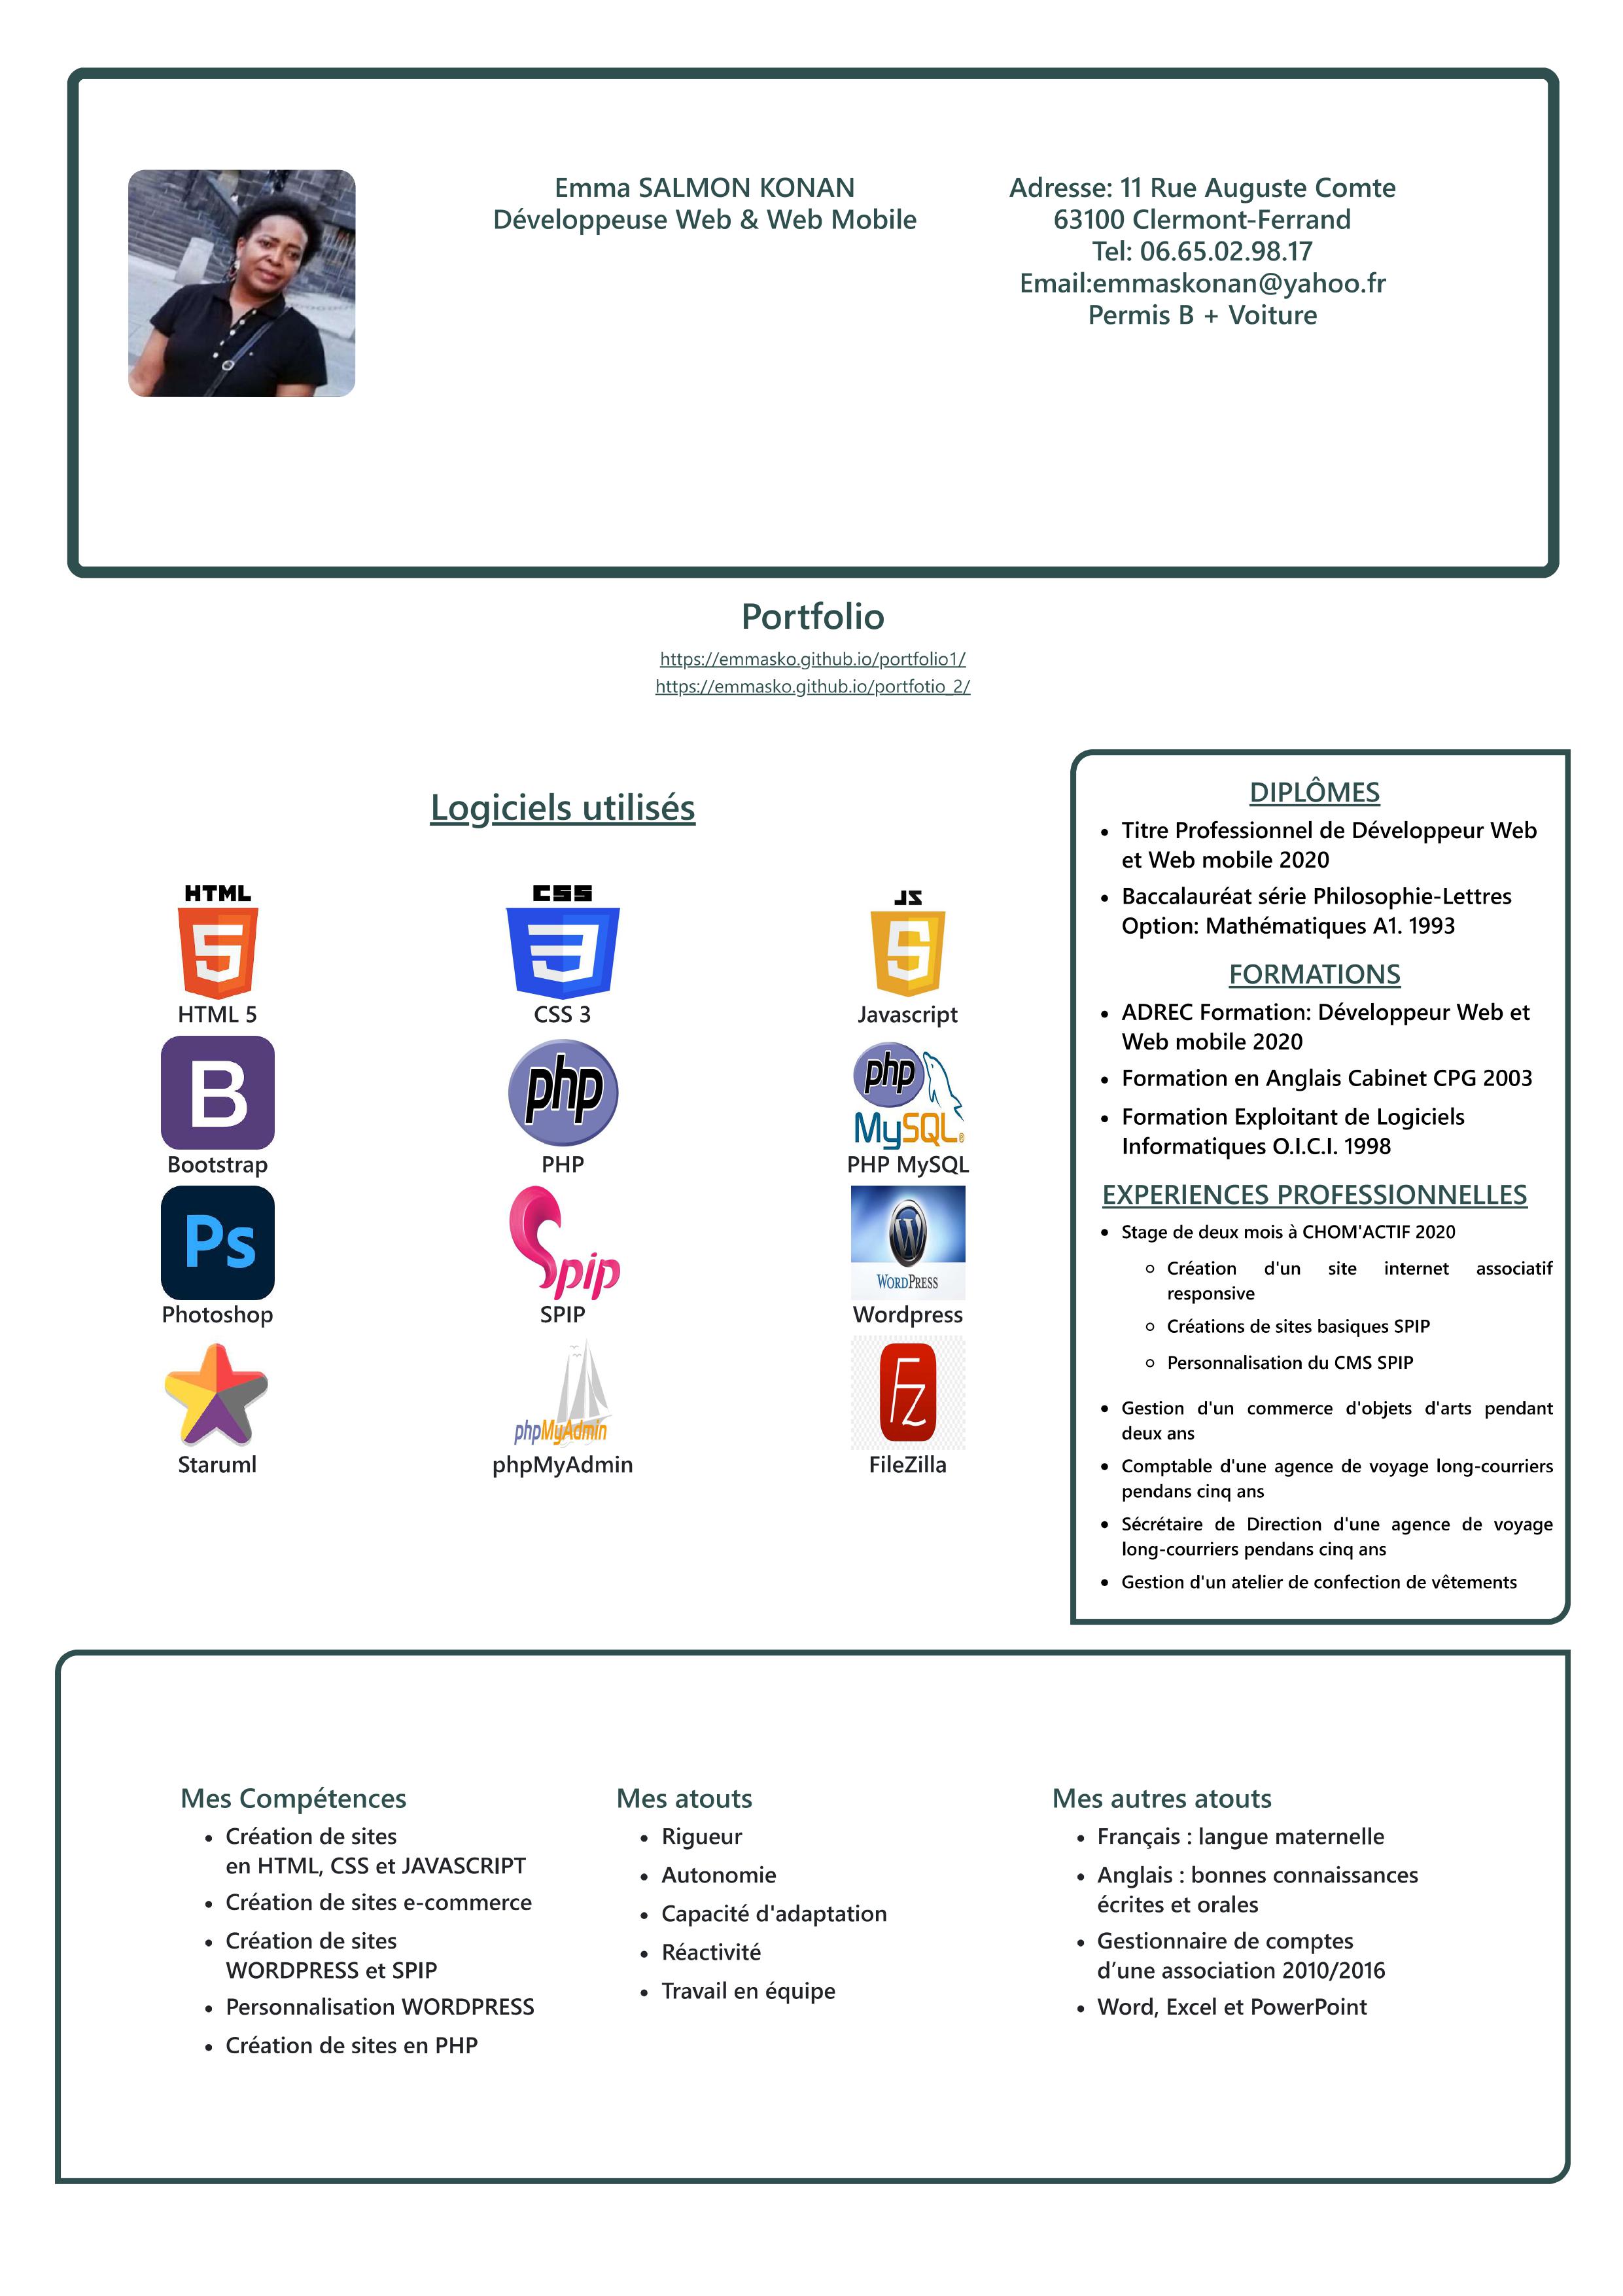 Emma SALMON KONAN
Développeuse Web & Web Mobile
Adresse: 11 Rue Auguste Comte
63100 Clermont-Ferrand
Tel: 06.65.02.98.17
Email:emmaskonan@yahoo.fr
Permis B + Voiture
Portfolio
https://emmasko.github.io/portfolio1/
https://emmasko.github.io/portfotio_2/
Logiciels utilisés
HTML
5
HTML 5
CSS
3
CSS 3
JS
5
Javascript
B
Bootstrap
php
PHP
php
MySQL®
PHP MySQL
Ps
Photoshop
Spip
SPIP
W
WORDPRESS
Wordpress
Staruml
phpMyAdmin
phpMyAdmin
Fz
FileZilla
DIPLÔMES
• Titre Professionnel de Développeur Web
et Web mobile 2020
• Baccalauréat série Philosophie-Lettres
Option: Mathématiques A1. 1993
FORMATIONS
• ADREC Formation: Développeur Web et
Web mobile 2020
• Formation en Anglais Cabinet CPG 2003
• Formation Exploitant de Logiciels
Informatiques O.I.C.I. 1998
EXPERIENCES PROFESSIONNELLES
• Stage de deux mois à CHOM'ACTIF 2020
○ Création d'un site internet associatif
responsive
○ Créations de sites basiques SPIP
○ Personnalisation du CMS SPIP
• Gestion d'un commerce d'objets d'arts pendant
deux ans
• Comptable d'une agence de voyage long-courriers
pendans cinq ans
• Sécrétaire de Direction d'une agence de voyage
long-courriers pendans cinq ans
• Gestion d'un atelier de confection de vêtements
Mes Compétences
• Création de sites
en HTML, CSS et JAVASCRIPT
• Création de sites e-commerce
• Création de sites
WORDPRESS et SPIP
• Personnalisation WORDPRESS
• Création de sites en PHP
Mes atouts
• Rigueur
• Autonomie
• Capacité d'adaptation
• Réactivité
• Travail en équipe
Mes autres atouts
• Français : langue maternelle
• Anglais : bonnes connaissances
écrites et orales
• Gestionnaire de comptes
d’une association 2010/2016
• Word, Excel et PowerPoint